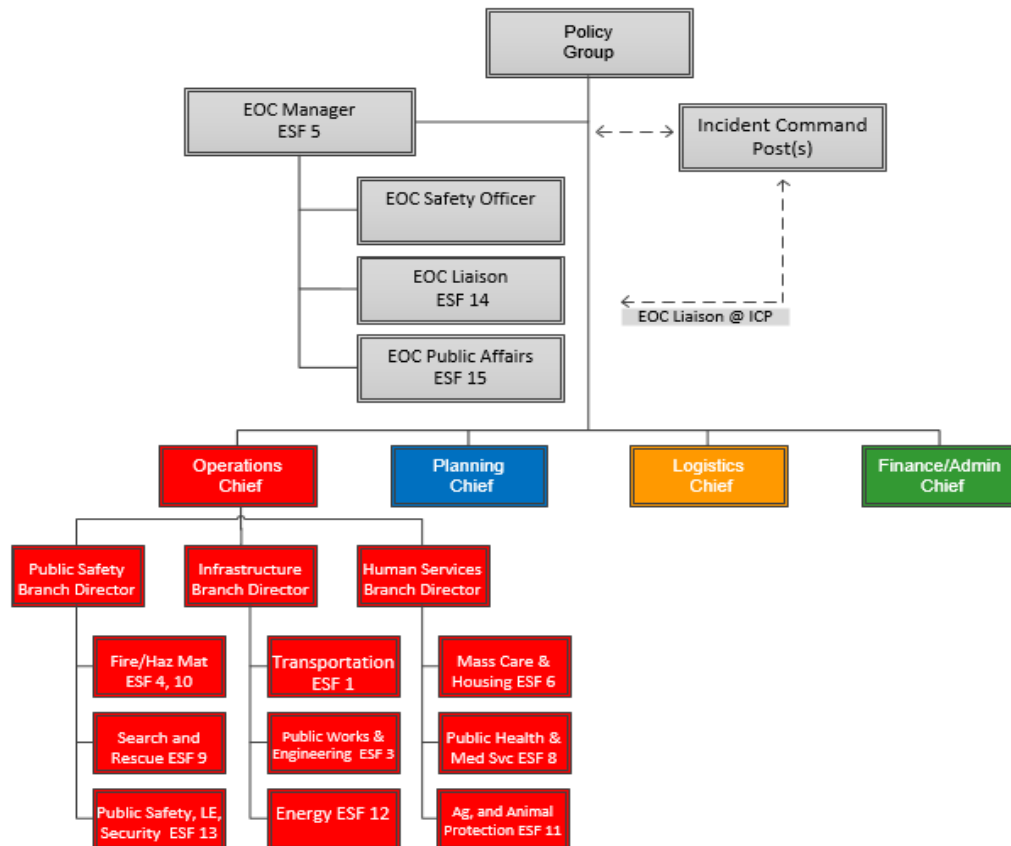 Policy
Group
EOC Manager
ESF 5
Incident Command
Post(s)
EOC Safety Officer
EOC Liaison
ESF 14
EOC Liaison @ ICP
EOC Public Affairs
ESF 15
Operations
Chief
Planning
Chief
Logistics
Chief
Finance/Admin
Chief
Public Safety
Branch Director
Infrastructure
Branch Director
Human Services
Branch Director
Fire/Haz Mat
ESF 4, 10
Transportation
ESF 1
Mass Care &
Housing ESF 6
Search and
Rescue ESF 9
Public Works &
Engineering ESF 3
Public Health &
Med Svc ESF 8
Public Safety, LE,
Security ESF 13
Energy ESF 12
Ag, and Animal
Protection ESF 11